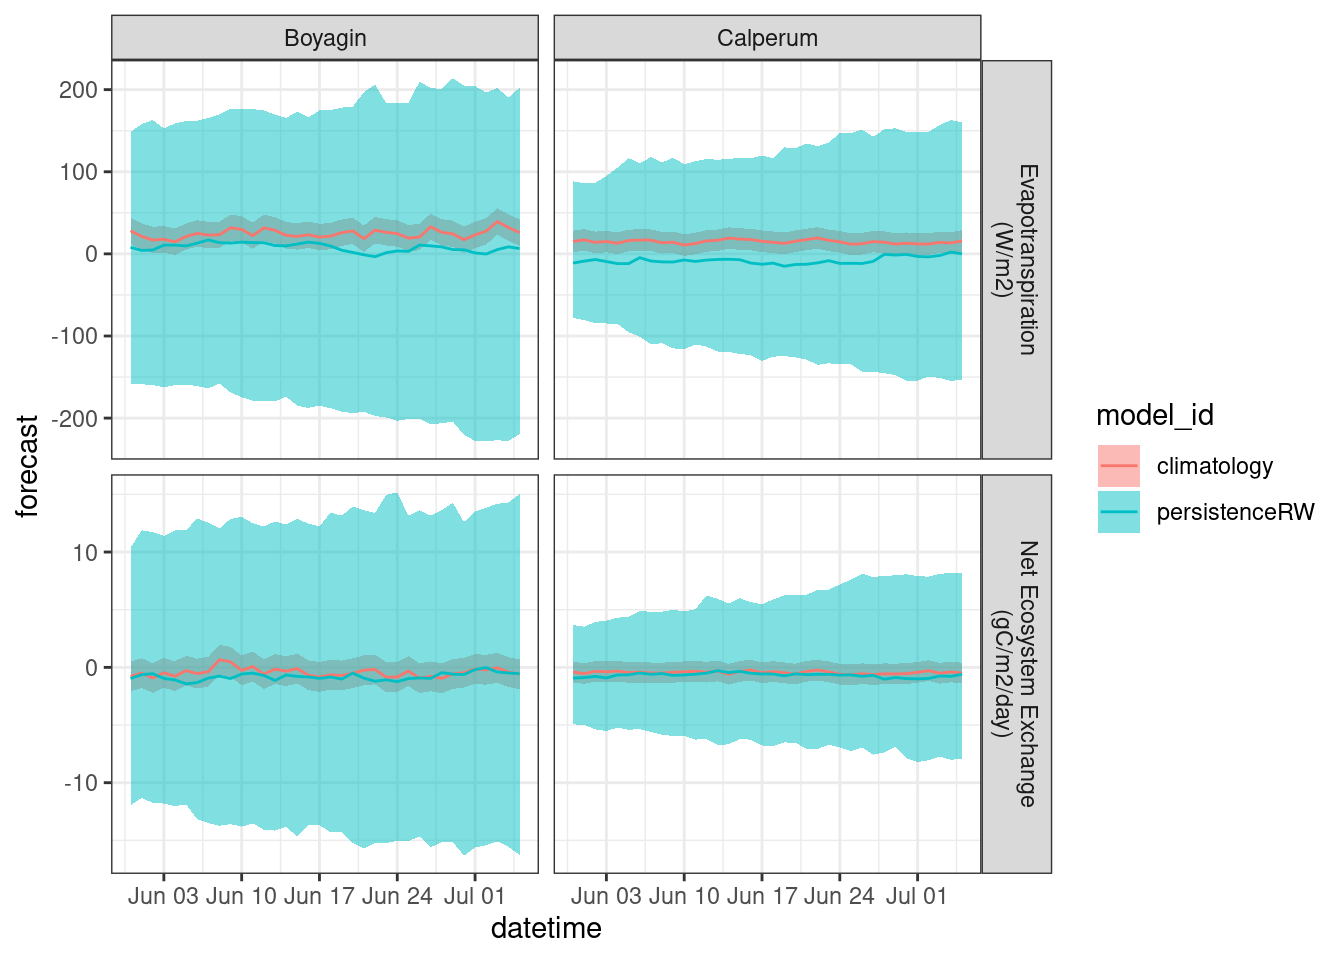 Boyagin
Calperum
200
100
0
-100
-200
Evapotranspiration
(W/m2)
10
0
-10
Net Ecosystem Exchange
(gC/m2/day)
forecast
Jun 03 Jun 10 Jun 17 Jun 24 Jul 01
Jun 03 Jun 10 Jun 17 Jun 24 Jul 01
datetime
model_id
climatology
persistenceRW